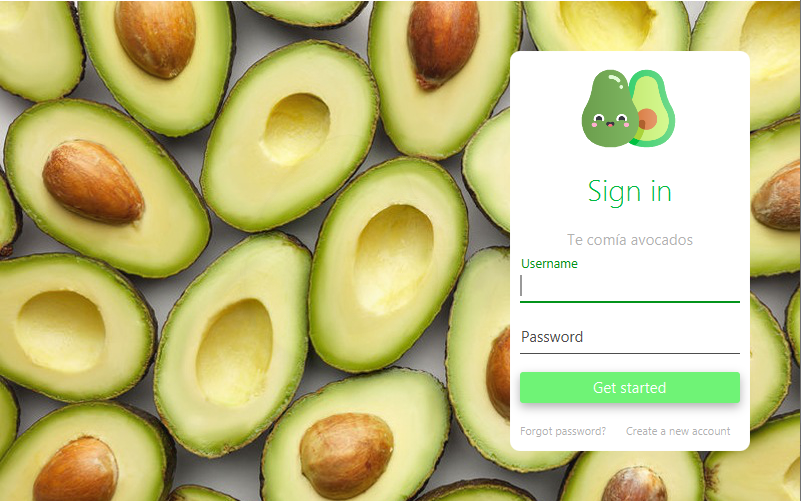 Sign in
Te comía avocados
Username
Password
Get started
Forgot password? Create a new account